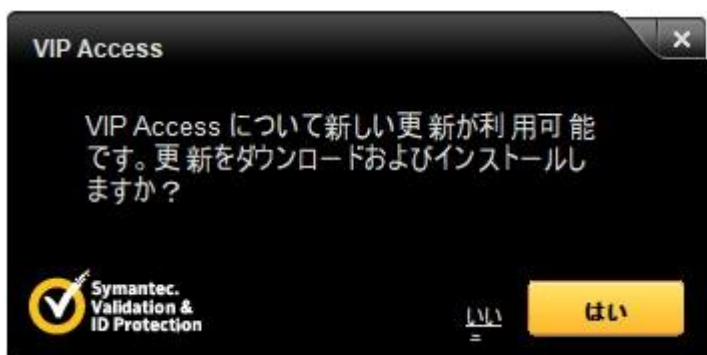 VIP Access
VIP Access について新しい更新が利用可能
です。更新をダウンロードおよびインストールし
ますか？
Symantec.
Validation &
ID Protection
いい
はい